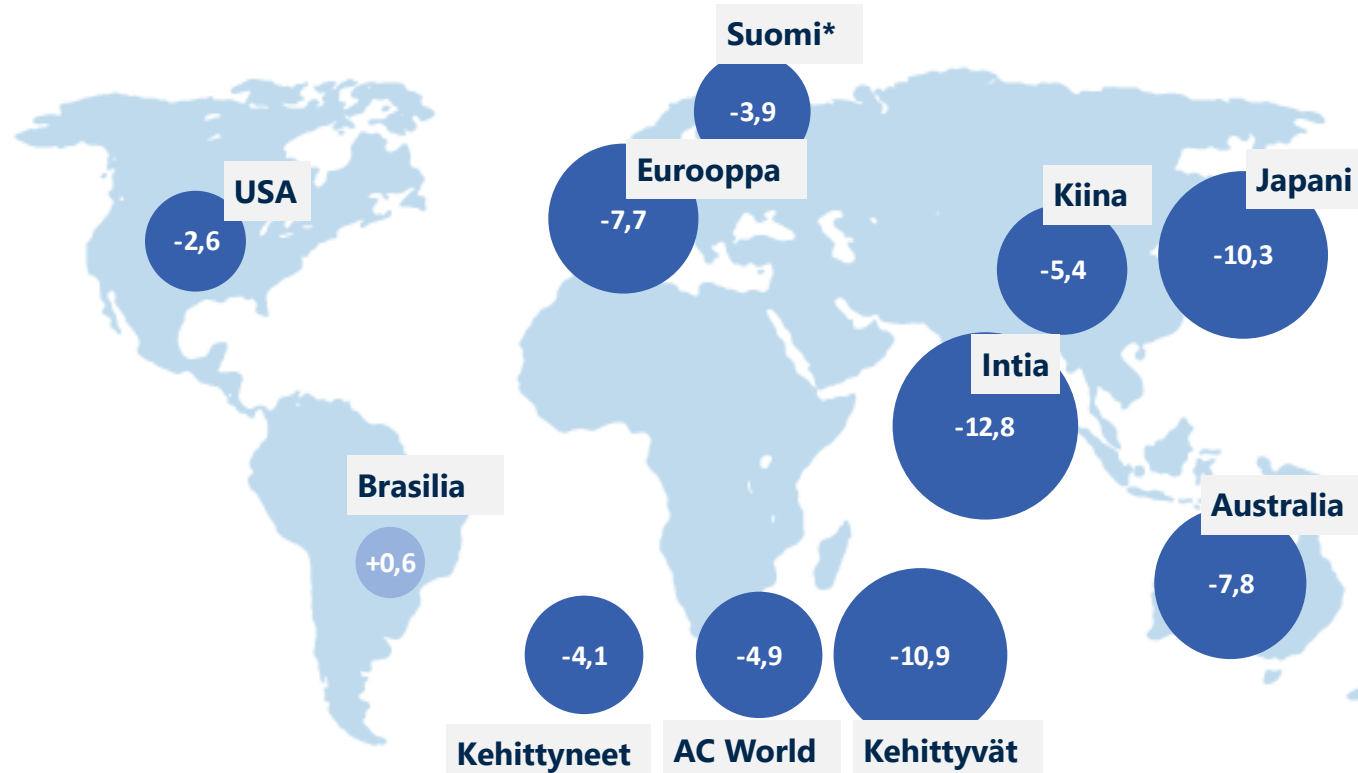 Suomi*
-3,9
Eurooppa
-7,7
USA
-2,6
Kiina
-5,4
Japani
-10,3
Intia
-12,8
Brasilia
+0,6
Australia
-7,8
-4,1
Kehittyneet
-4,9
AC World
-10,9
Kehittyvät